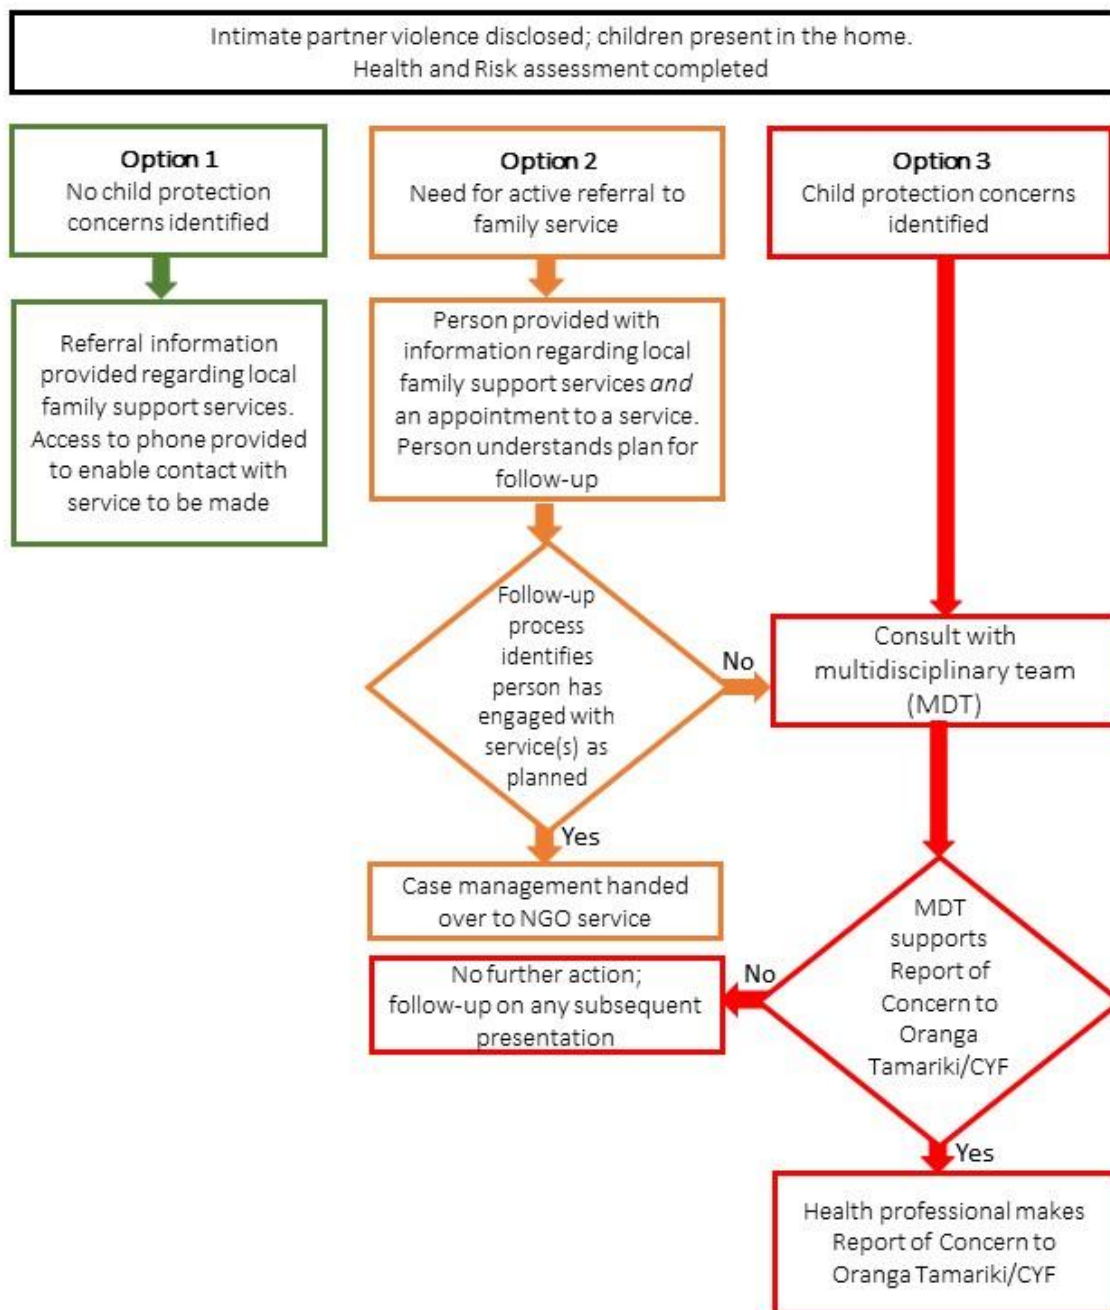 Intimate partner violence disclosed; children present in the home.
Health and Risk assessment completed
Option 1
No child protection
concerns identified
Option 2
Need for active referral to
family service
Option 3
Child protection concerns
identified
Referral information
provided regarding local
family support services.
Access to phone provided
to enable contact with
service to be made
Person provided with
information regarding local
family support services and
an appointment to a service.
Person understands plan for
follow-up
Follow-up
process
identifies
person has
engaged with
service(s) as
planned
No
Consult with
multidisciplinary team
(MDT)
Yes
Case management handed
over to NGO service
No further action;
follow-up on any subsequent
presentation
No
MDT
supports
Report of
Concern to
Oranga
Tamariki/CYF
Yes
Health professional makes
Report of Concern to
Oranga Tamariki/CYF